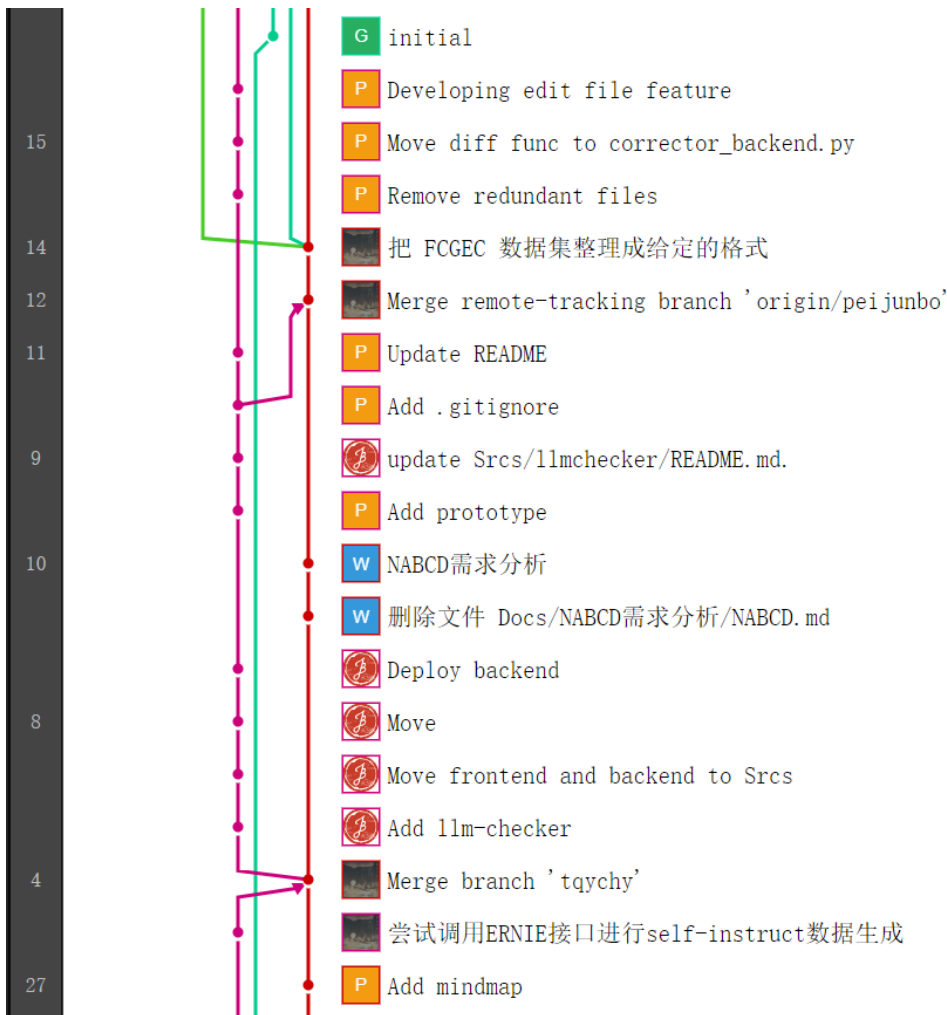 G initial
P Developing edit file feature
15 P Move diff func to corrector_backend.py
P Remove redundant files
14 把 FCGEC 数据集整理成给定的格式
12 Merge remote-tracking branch 'origin/peijunbo'
11 P Update README
P Add .gitignore
9 update Srcs/llmchecker/README.md.
P Add prototype
10 W NABCD需求分析
W 删除文件 Docs/NABCD需求分析/NABCD.md
Deploy backend
8 Move
Move frontend and backend to Srcs
Add llm-checker
4 Merge branch 'tqychy'
尝试调用ERNIE接口进行self-instruct数据生成
27 P Add mindmap